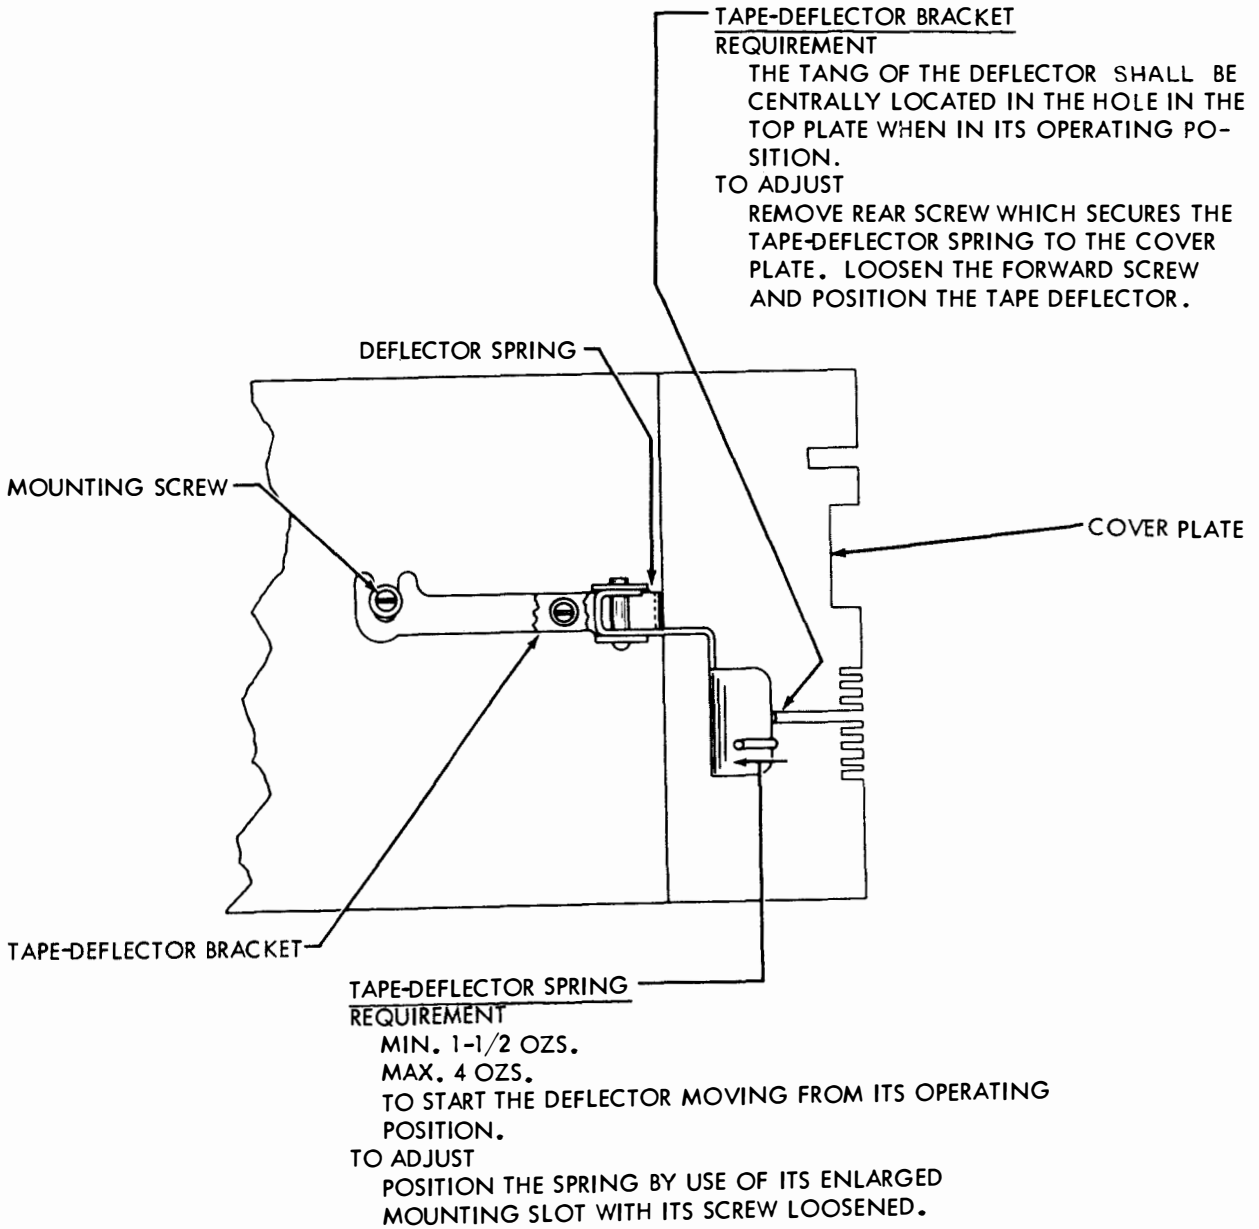 TAPE-DEFLECTOR BRACKET
REQUIREMENT
THE TANG OF THE DEFLECTOR SHALL BE
CENTRALLY LOCATED IN THE HOLE IN THE
TOP PLATE WHEN IN ITS OPERATING PO-
SITION.
TO ADJUST
REMOVE REAR SCREW WHICH SECURES THE
TAPE-DEFLECTOR SPRING TO THE COVER
PLATE. LOOSEN THE FORWARD SCREW
AND POSITION THE TAPE DEFLECTOR.
DEFLECTOR SPRING
MOUNTING SCREW
COVER PLATE
TAPE-DEFLECTOR BRACKET
TAPE-DEFLECTOR SPRING
REQUIREMENT
MIN. 1-1/2 OZS.
MAX. 4 OZS.
TO START THE DEFLECTOR MOVING FROM ITS OPERATING
POSITION.
TO ADJUST
POSITION THE SPRING BY USE OF ITS ENLARGED
MOUNTING SLOT WITH ITS SCREW LOOSENED.